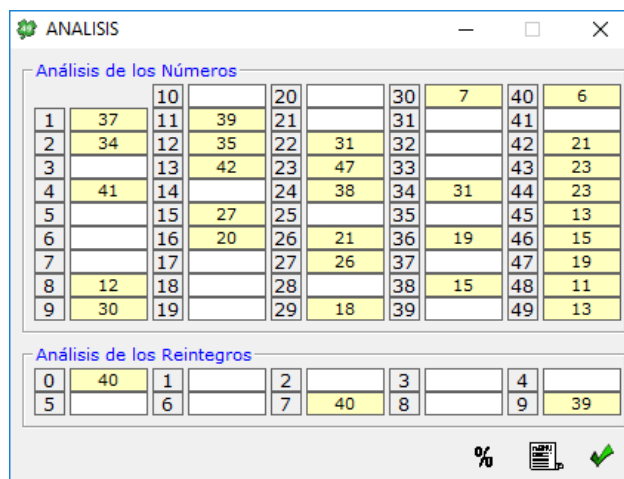 ANALISIS
Análisis de los Números
10 20 30 7 40 6
1 37 11 39 21 31 41
2 34 12 35 22 31 32 42 21
3 13 42 23 47 33 43 23
4 41 14 24 38 34 31 44 23
5 15 27 25 35 45 13
6 16 20 26 21 36 19 46 15
7 17 27 26 37 47 19
8 12 18 28 38 15 48 11
9 30 19 29 18 39 49 13
Análisis de los Reintegros
0 40 1 2 3 4
5 6 7 40 8 9 39
%